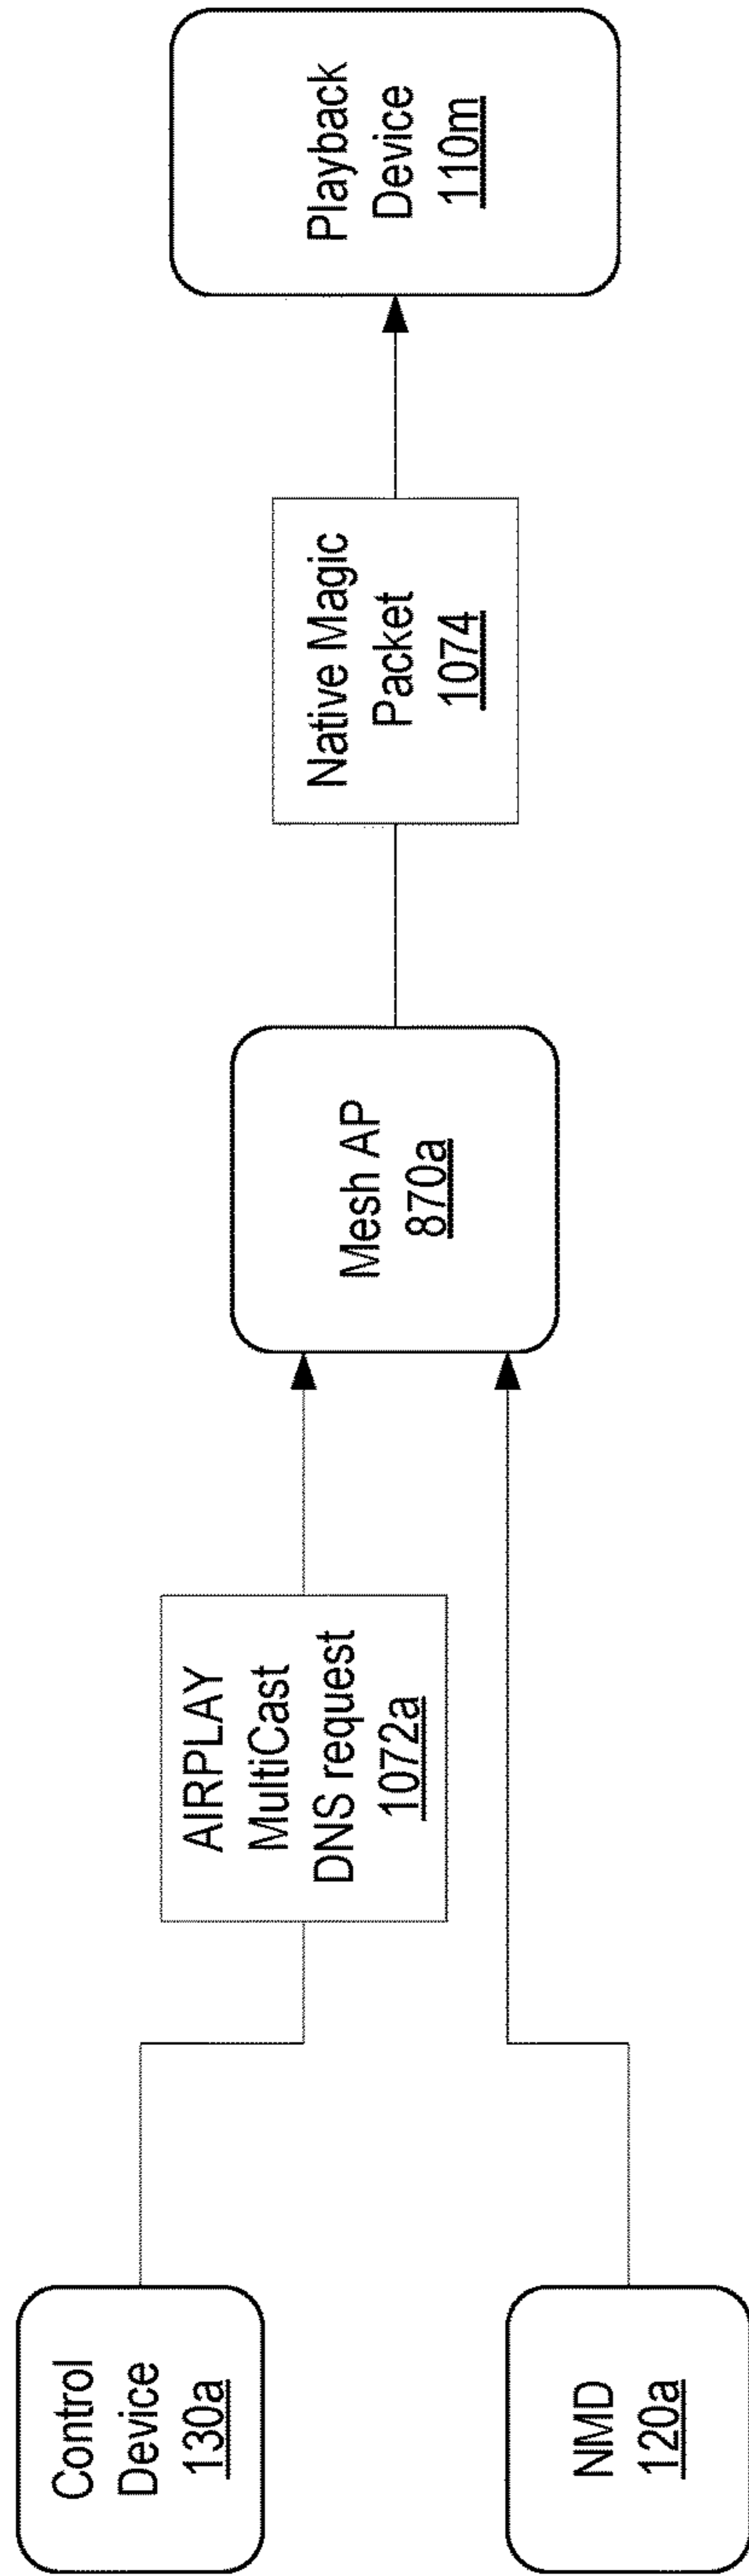 Control
Device
130a
NMD
120a
AIRPLAY
MultiCast
DNS request
1072a
Mesh AP
870a
Native Magic
Packet
1074
Playback
Device
110m